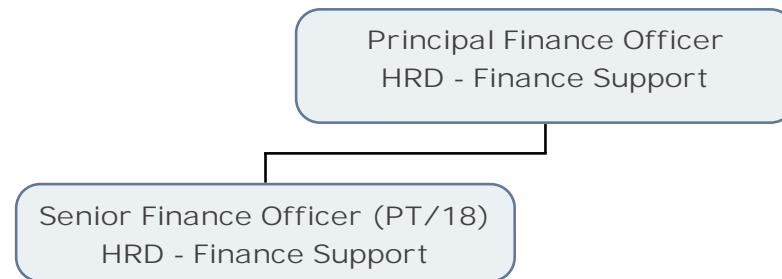 Principal Finance Officer
HRD - Finance Support
Senior Finance Officer (PT/18)
HRD - Finance Support